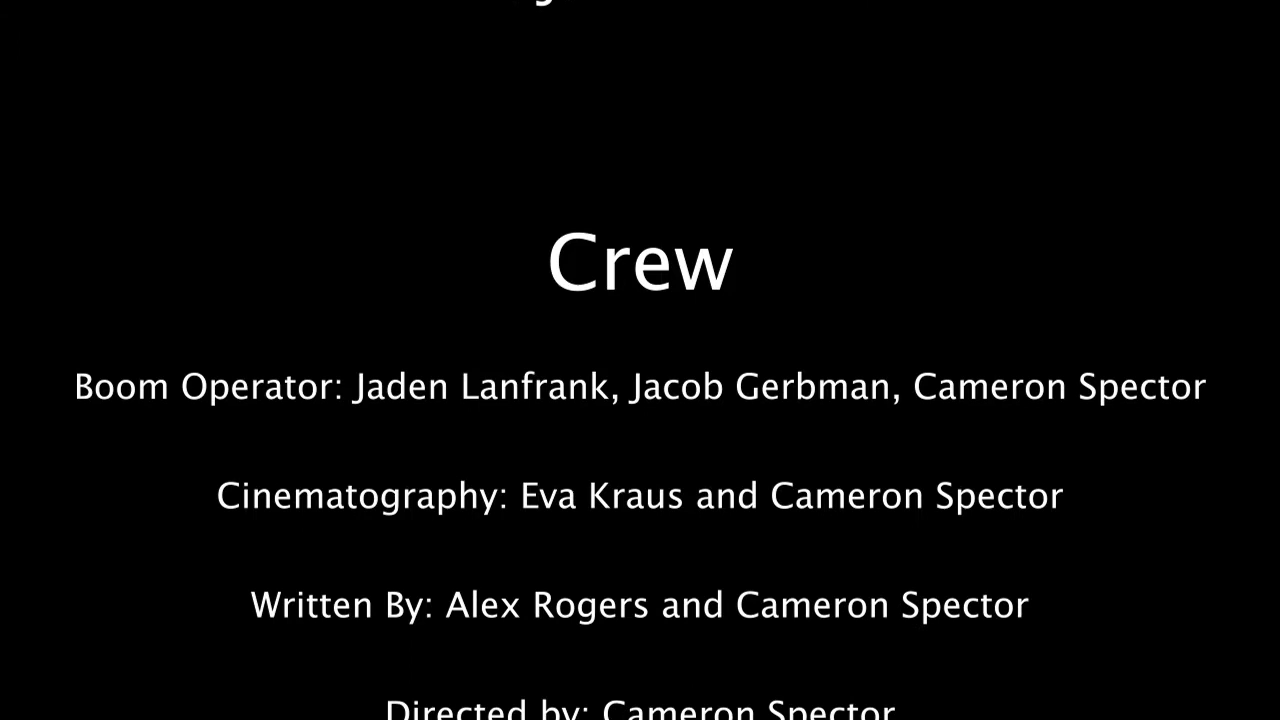 Crew
Boom Operator: Jaden Lanfrank, Jacob Gerbman, Cameron Spector
Cinematography: Eva Kraus and Cameron Spector
Written By: Alex Rogers and Cameron Spector
Directed by: Cameron Spector